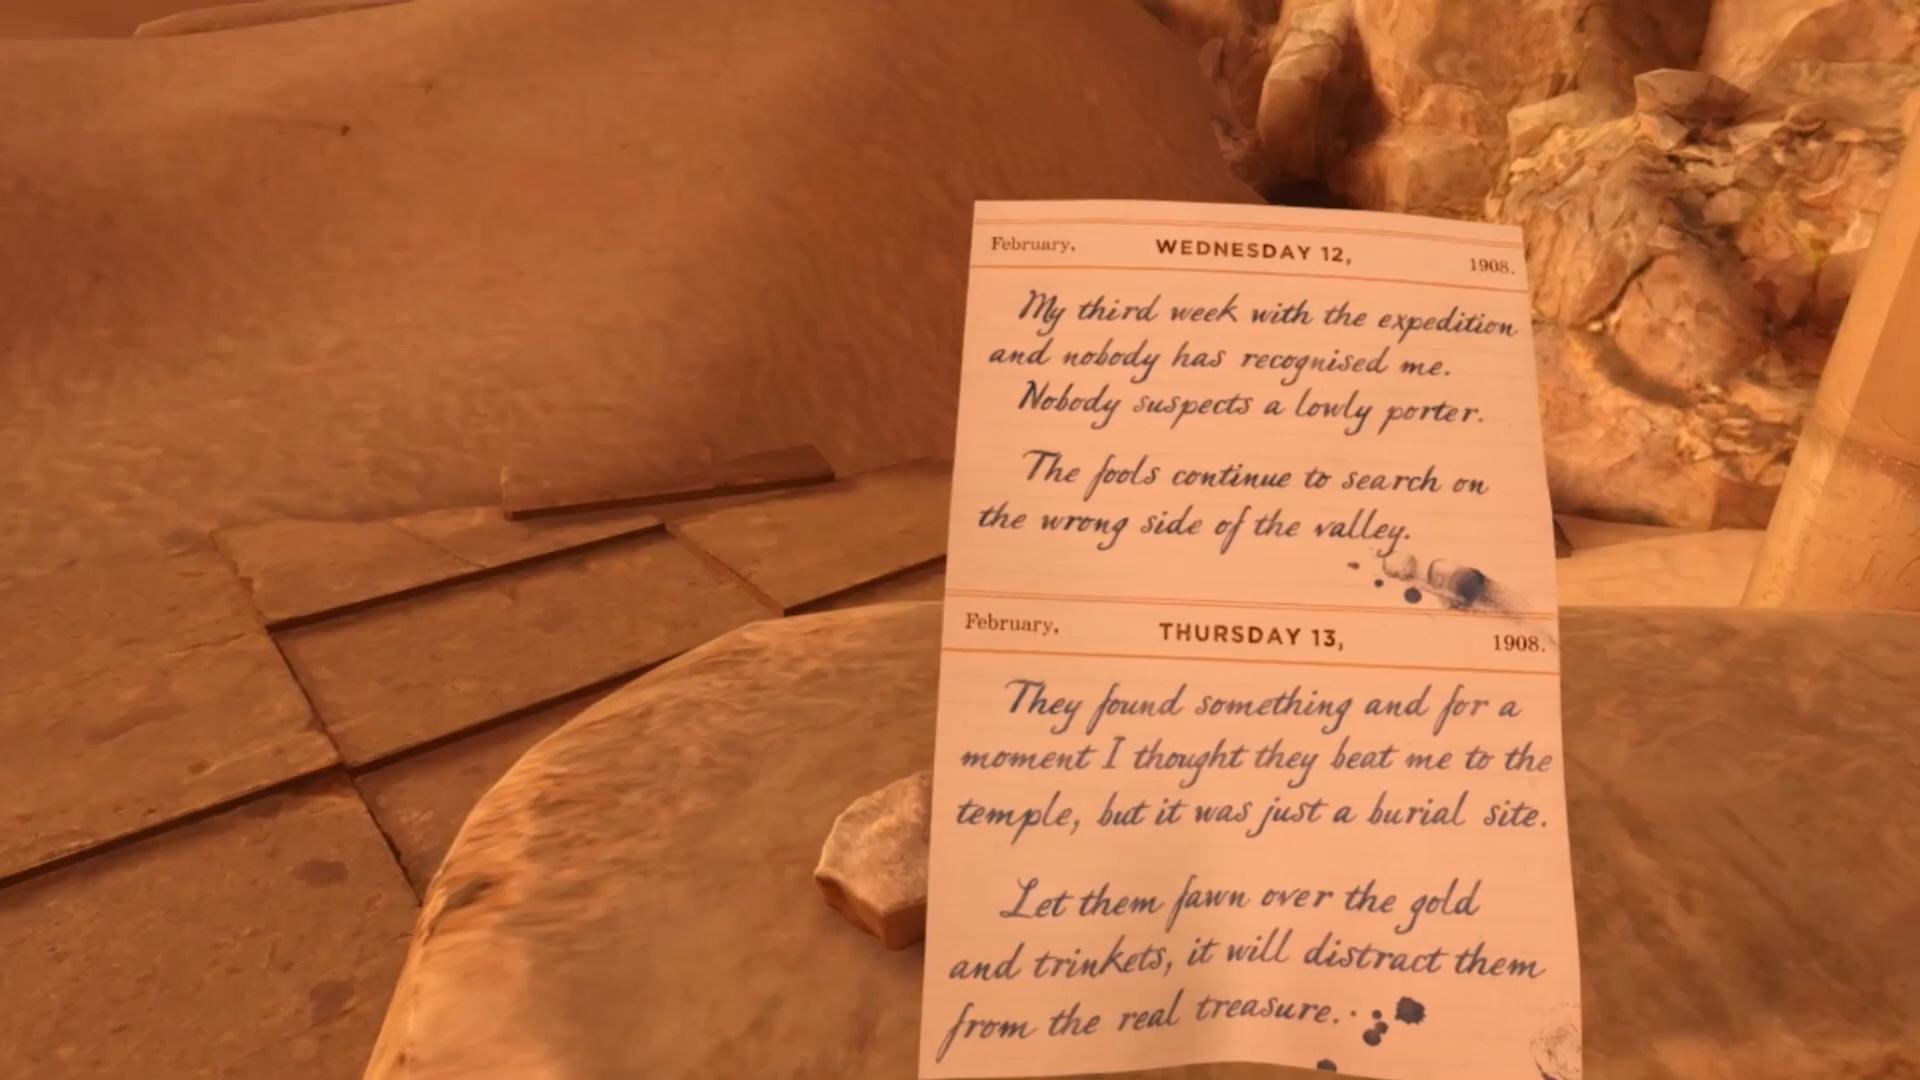 February, WEDNESDAY 12, 1908.
My third week with the expedition
and nobody has recognised me.
Nobody suspects a lowly porter.
The fools continue to search on
the wrong side of the valley.
February, THURSDAY 13, 1908.
They found something and for a
moment I thought they beat me to the
temple, but it was just a burial site.
Let them fawn over the gold
and trinkets, it will distract them
from the real treasure.